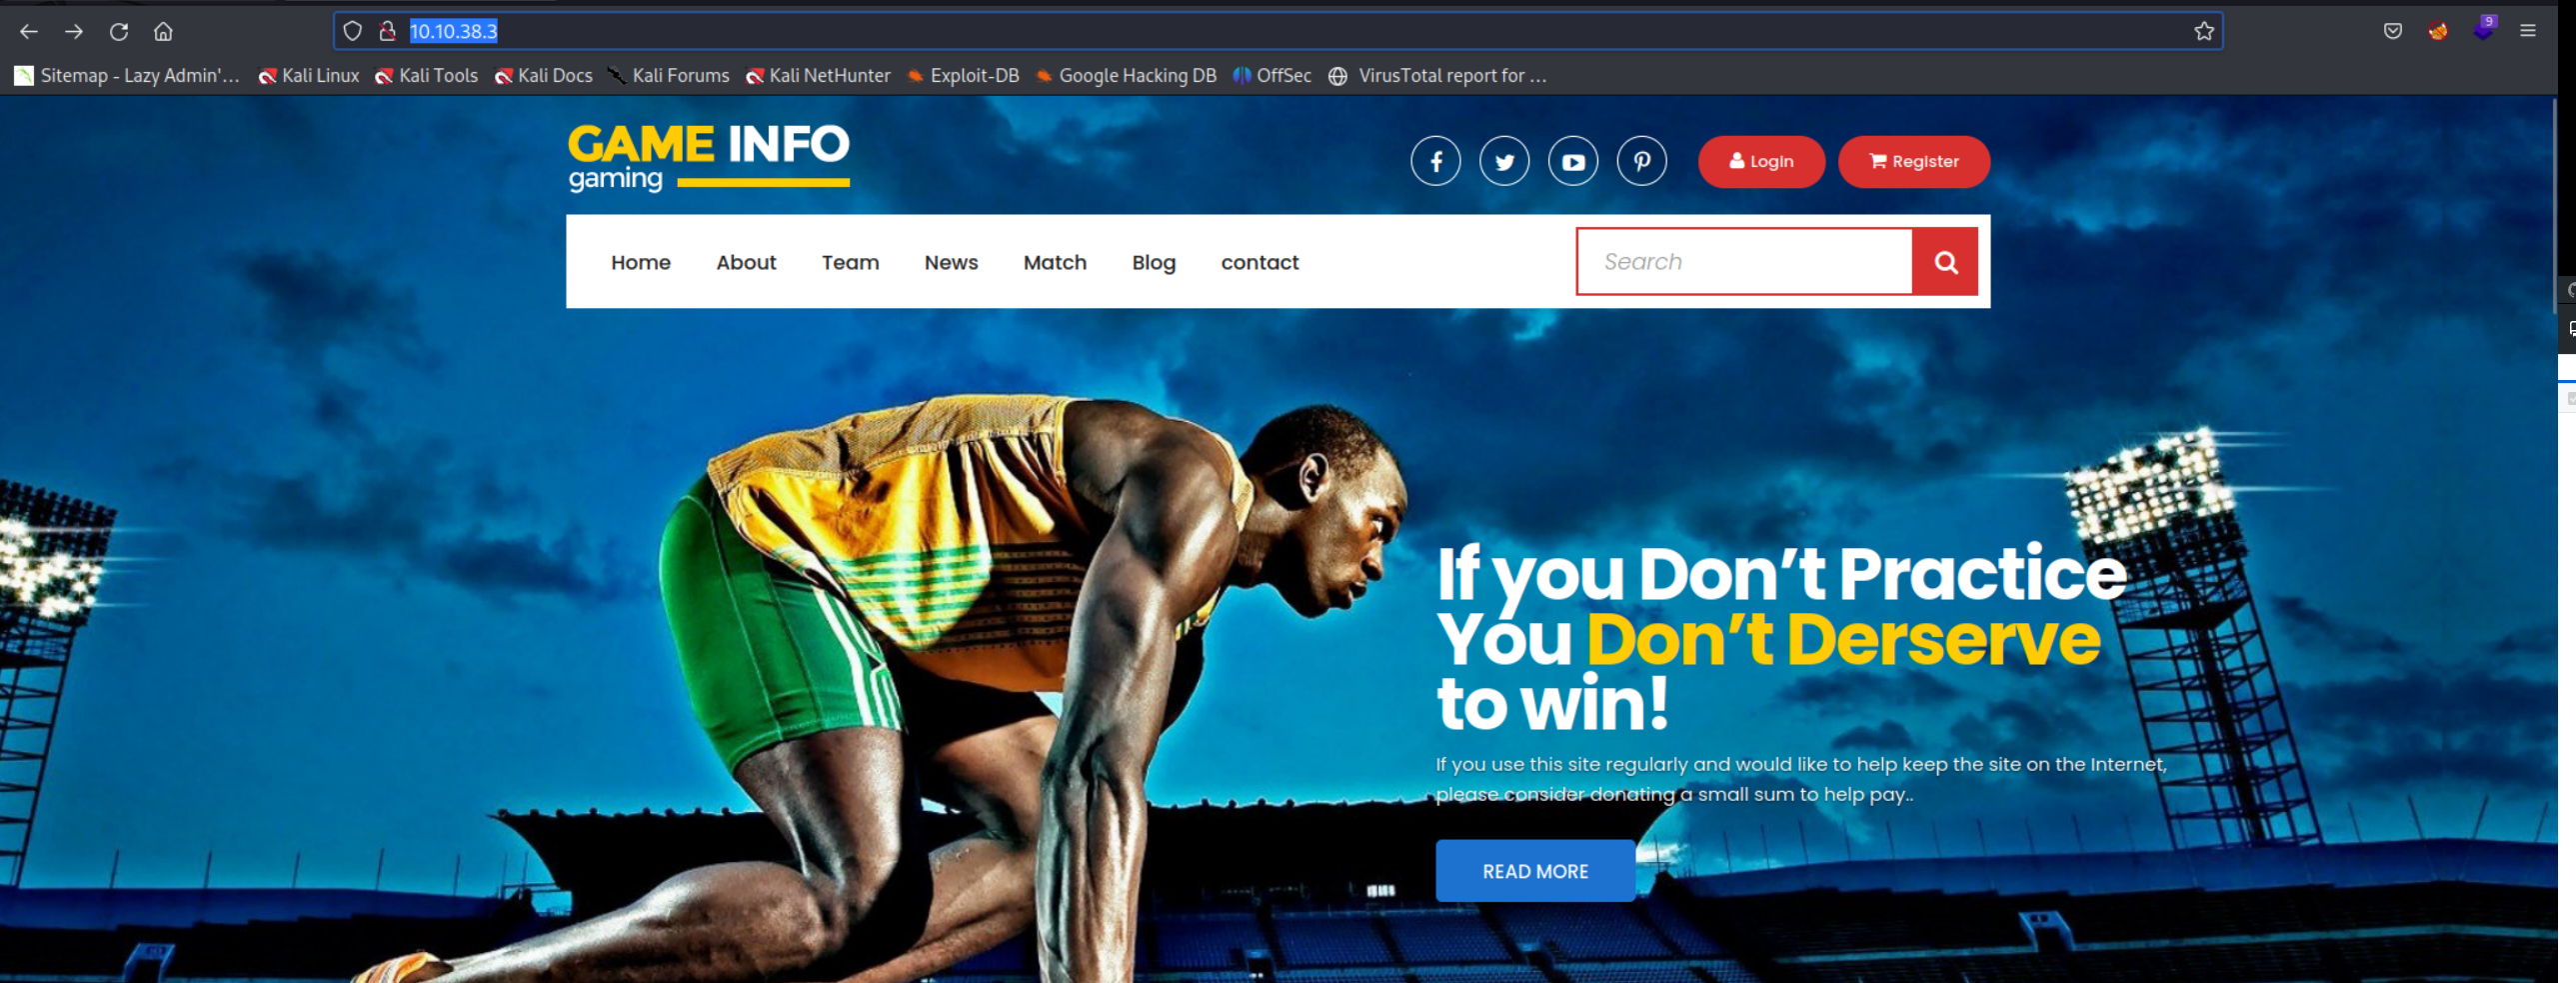 10.10.38.3
9
Sitemap - Lazy Admin'... Kali Linux Kali Tools Kali Docs Kali Forums Kali NetHunter Exploit-DB Google Hacking DB OffSec VirusTotal report for ...
GAME INFO
gaming
Login Register
Home About Team News Match Blog contact Search
If you Don't Practice
You Don't Derserve
to win!
If you use this site regularly and would like to help keep the site on the Internet,
please consider donating a small sum to help pay..
READ MORE